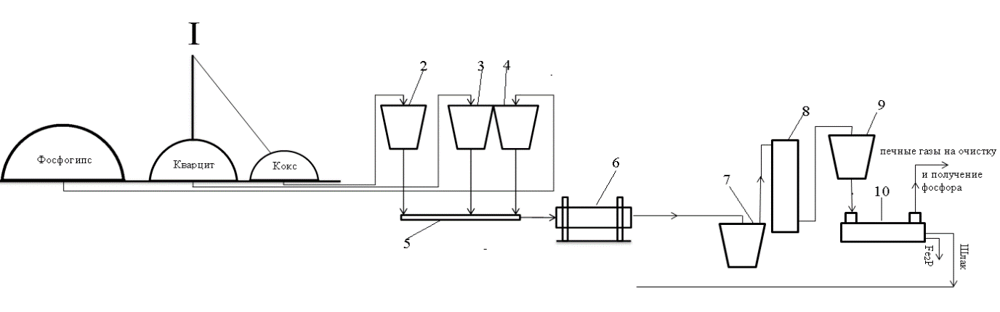 I
2
3
4
9
8
Фосфогипс
Кварцит
Кокс
печные газы на очистку
и получение
фосфора
6
7
10
5
Fe2P
Шлак